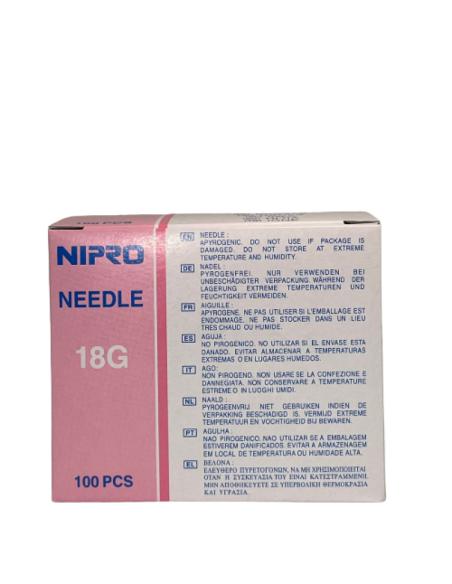 100 PCS
NIPRO
NEEDLE
18G
100 PCS
EN NEEDLE :
APYROGENIC. DO NOT USE IF PACKAGE IS
DAMAGED. DO NOT STORE AT EXTREME
TEMPERATURE AND HUMIDITY.
DE NADEL :
PYROGENFREI. NUR VERWENDEN BEI
UNBESCHÄDIGTER VERPACKUNG. WÄHREND DER
LAGERUNG EXTREME TEMPERATUREN UND
FEUCHTIGKEIT VERMEIDEN.
FR AIGUILLE :
APYROGENE. NE PAS UTILISER SI L'EMBALLAGE EST
ENDOMMAGE. NE PAS STOCKER DANS UN LIEU
TRES CHAUD OU HUMIDE.
ES AGUJA :
NO PIROGENICO. NO UTILIZAR SI EL ENVASE ESTA
DANADO. EVITAR ALMACENAR A TEMPERATURAS
EXTREMAS O EN LUGARES HUMEDOS.
IT AGO:
NON PIROGENO. NON USARE SE LA CONFEZIONE E
DANNEGIATA. NON CONSERVARE A TEMPERATURE
ESTREME O IN LUOGHI UMIDI.
NL NAALD :
PYROGEENVRIJ NIET GEBRUIKEN INDIEN DE
VERPAKKING BESCHADIGD IS. VERMIJD EXTREME
TEMPERATUUR EN VOCHTIGHEID BIJ BEWAREN.
PT AGULHA :
NAO PIROGENICO. NAO UTILIZAR SE A EMBALAGEM
ESTIVEREM DANIFICADOS. EVITAR A ARMAZENAGEM
EM LOCAL DE TEMPERATURA OU HUMIDADE ALTA.
EL ΒΕΛΟΝΑ :
ΕΛΕΥΘΕΡΟ ΠΥΡΕΤΟΓΟΝΩΝ, ΝΑ ΜΗ ΧΡΗΣΙΜΟΠΟΙΕΙΤΑΙ
ΟΤΑΝ Η ΣΥΣΚΕΥΑΣΙΑ ΤΟΥ ΕΙΝΑΙ ΚΑΤΕΣΤΡΑΜΜΕΝΗ.
ΜΗΝ ΑΠΟΘΗΚΕΥΕΤΕ ΣΕ ΥΠΕΡΒΟΛΙΚΗ ΘΕΡΜΟΚΡΑΣΙΑ
ΚΑΙ ΥΓΡΑΣΙΑ.